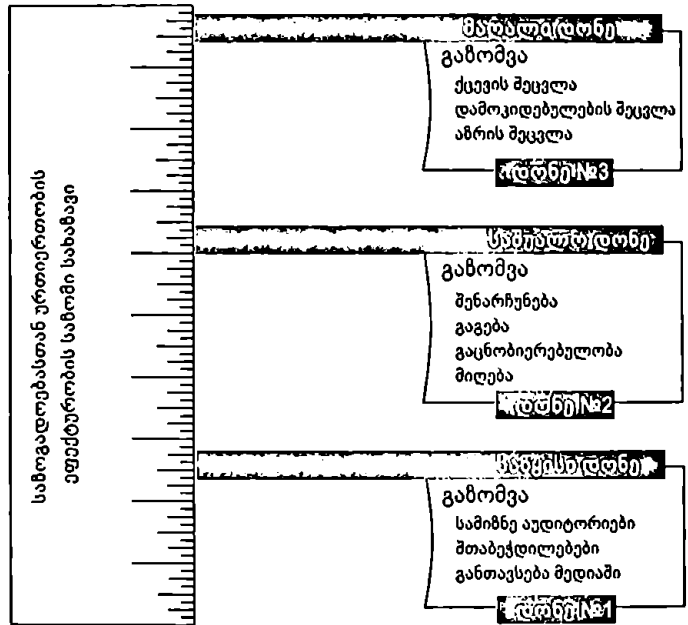 საზოგადოებასთან ურთიერთობის
ეფექტურობის საზომი სახაზავი
მაღალი დონე
გაზომვა
ქცევის შეცვლა
დამოკიდებულების შეცვლა
აზრის შეცვლა
დონე №3
საშუალო დონე
გაზომვა
შენარჩუნება
გაგება
გაცნობიერებულობა
მიღება
დონე №2
საწყისი დონე
გაზომვა
სამიზნე აუდიტორიები
შთაბეჭდილებები
განთავსება მედიაში
დონე №1